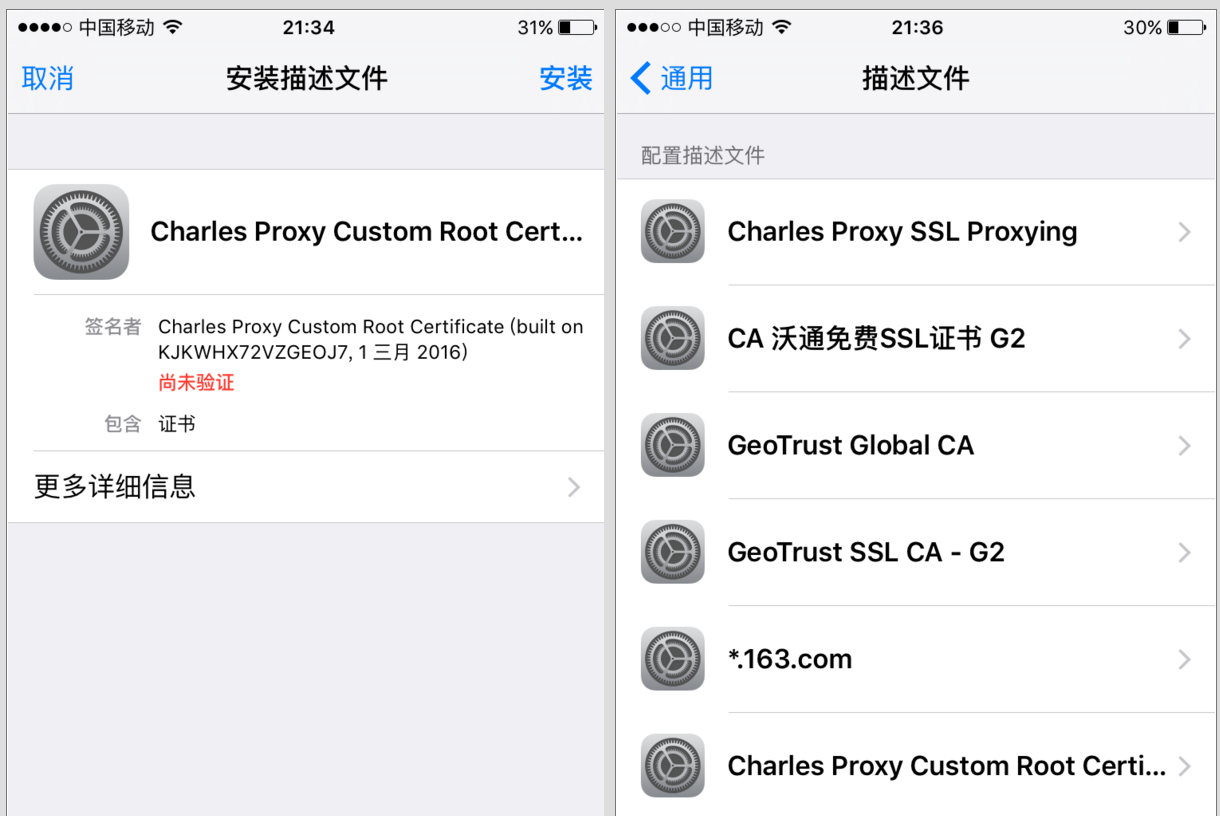 中国移动 21:34 31%
取消 安装描述文件 安装
Charles Proxy Custom Root Cert...
签名者 Charles Proxy Custom Root Certificate (built on
KJKWHX72VZGEOJ7, 1 三月 2016)
尚未验证
包含 证书
更多详细信息
中国移动 21:36 30%
通用 描述文件
配置描述文件
Charles Proxy SSL Proxying
CA 沃通免费SSL证书 G2
GeoTrust Global CA
GeoTrust SSL CA - G2
*.163.com
Charles Proxy Custom Root Certi...